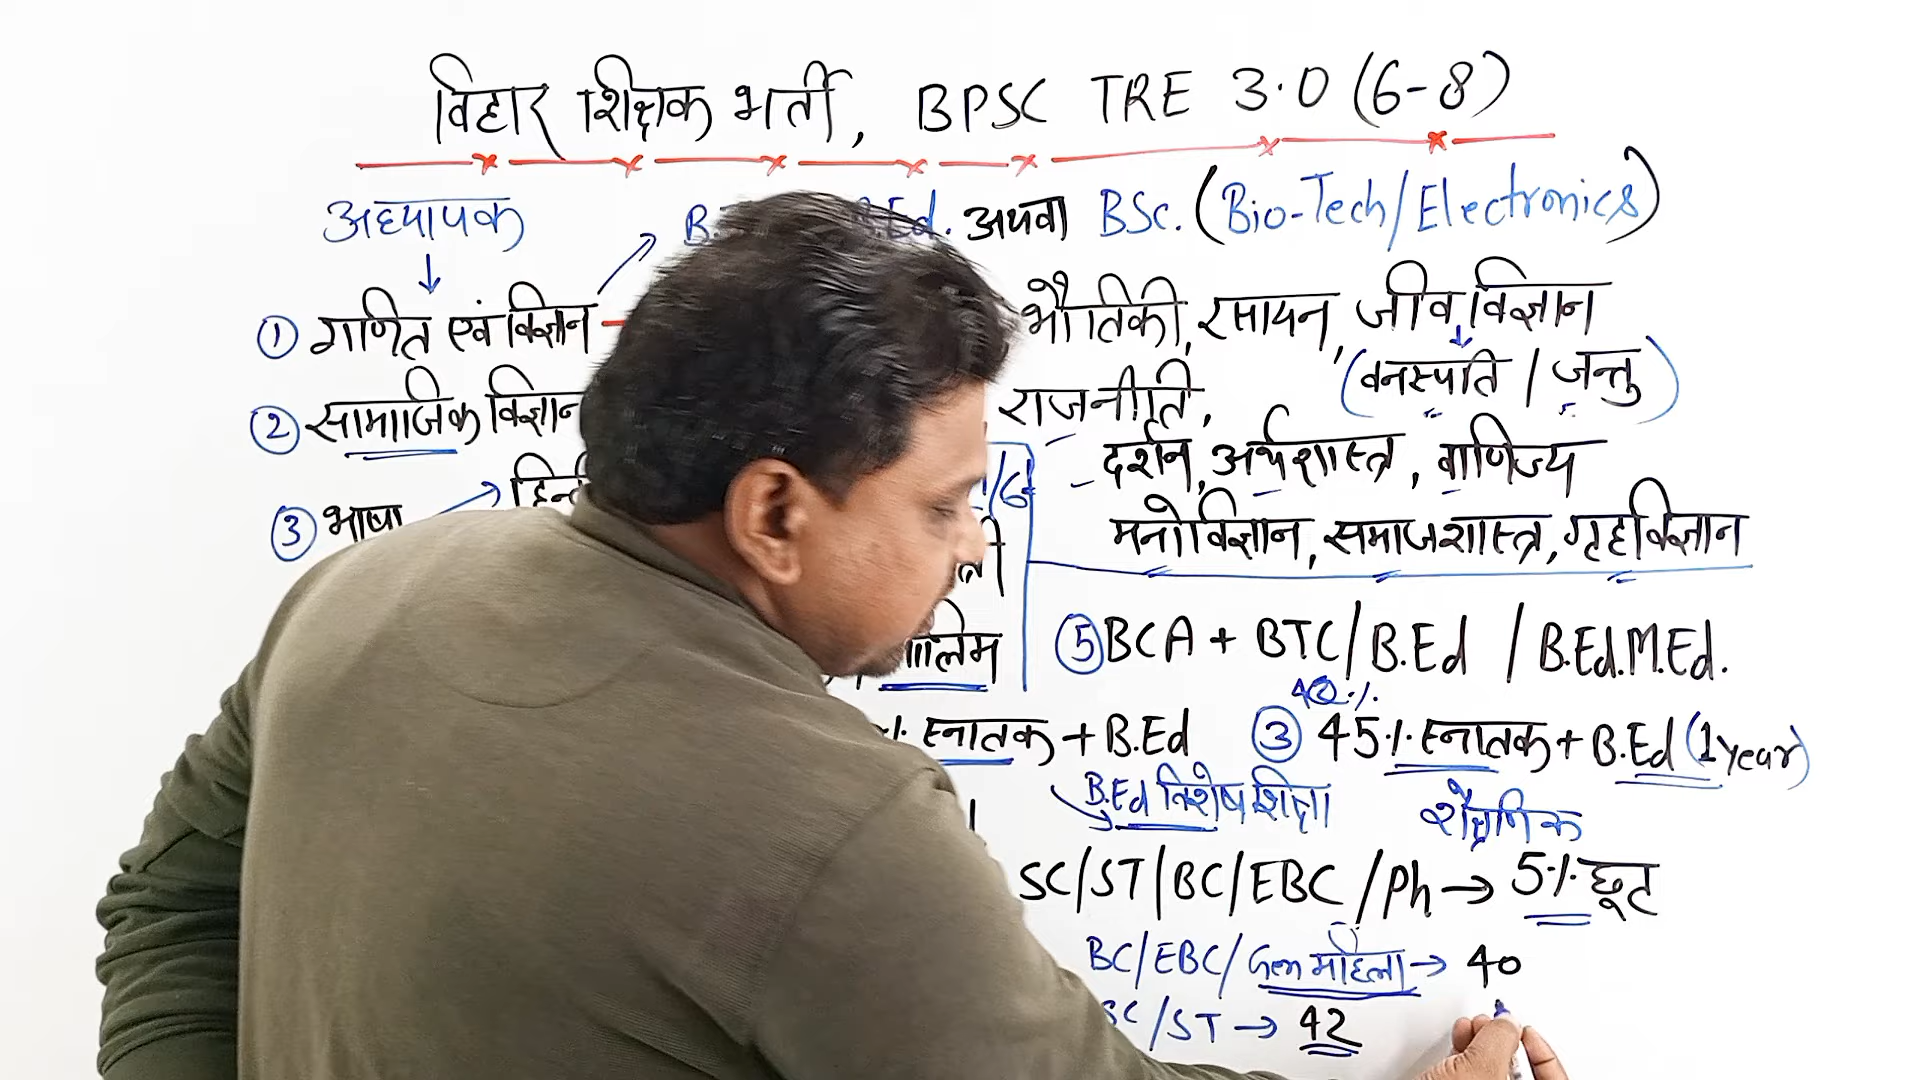 विहार शिक्षक भर्ती, BPSC TRE 3.0 (6-8)
अध्यापक
B. B.Ed. अथवा BSc. (Bio-Tech/Electronics)
① गणित एवं विज्ञान
भौतिकी, रसायन, जीव विज्ञान
(वनस्पति / जन्तु)
② सामाजिक विज्ञान
राजनीति,
दर्शन, अर्थशास्त्र, वाणिज्य
मनोविज्ञान, समाजशास्त्र, गृहविज्ञान
③ भाषा
⑤ BCA + BTC/B.Ed / B.Ed.M.Ed.
स्नातक + B.Ed
B.Ed विशेष शिक्षा
③ 45% स्नातक + B.Ed (1 year)
शैक्षणिक
SC/ST/BC/EBC/Ph → 5% छूट
BC/EBC/Gen महिला → 40
SC/ST → 42